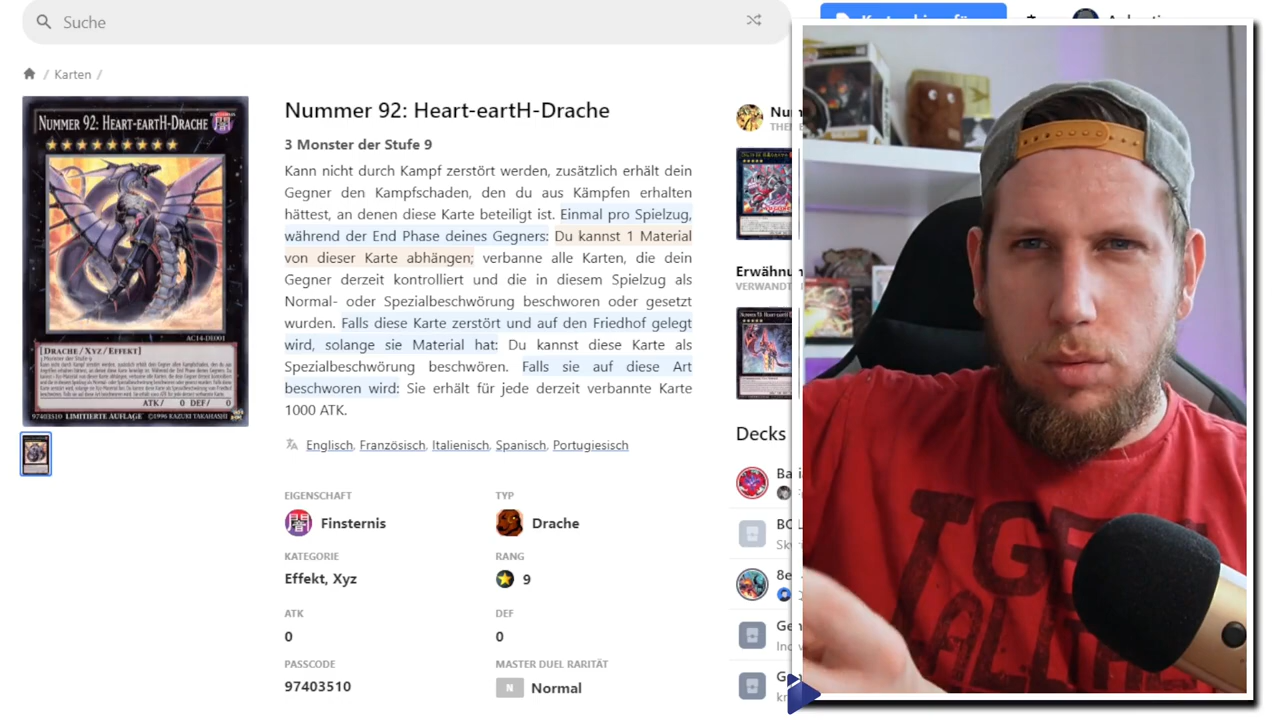 Suche
Karten
Nummer 92: Heart-eartH-Drache
3 Monster der Stufe 9
Kann nicht durch Kampf zerstört werden, zusätzlich erhält dein
Gegner den Kampfschaden, den du aus Kämpfen erhalten
hättest, an denen diese Karte beteiligt ist. Einmal pro Spielzug,
während der End Phase deines Gegners: Du kannst 1 Material
von dieser Karte abhängen; verbanne alle Karten, die dein
Gegner derzeit kontrolliert und die in diesem Spielzug als
Normal- oder Spezialbeschwörung beschworen oder gesetzt
wurden. Falls diese Karte zerstört und auf den Friedhof gelegt
wird, solange sie Material hat: Du kannst diese Karte als
Spezialbeschwörung beschwören. Falls sie auf diese Art
beschworen wird: Sie erhält für jede derzeit verbannte Karte
1000 ATK.
Englisch, Französisch, Italienisch, Spanisch, Portugiesisch
EIGENSCHAFT
Finsternis
TYP
Drache
KATEGORIE
Effekt, Xyz
RANG
9
ATK
0
DEF
0
PASSCODE
97403510
MASTER DUEL RARITÄT
N Normal
NUMMER 92: HEART-EARTH-DRACHE
AC14-DE001
[DRACHE/XYZ/EFFEKT]
3 Monster der Stufe 9
ATK/ 0 DEF/ 0
97403510 LIMITIERTE AUFLAGE ©1996 KAZUKI TAKAHASHI
Decks